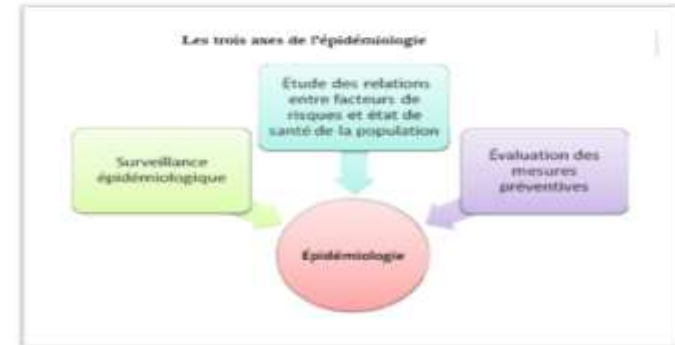 Les trois axes de l'épidémiologie
Etude des relations
entre facteurs de
risques et état de
santé de la population
Surveillance
épidémiologique
Évaluation des
mesures
préventives
Épidémiologie